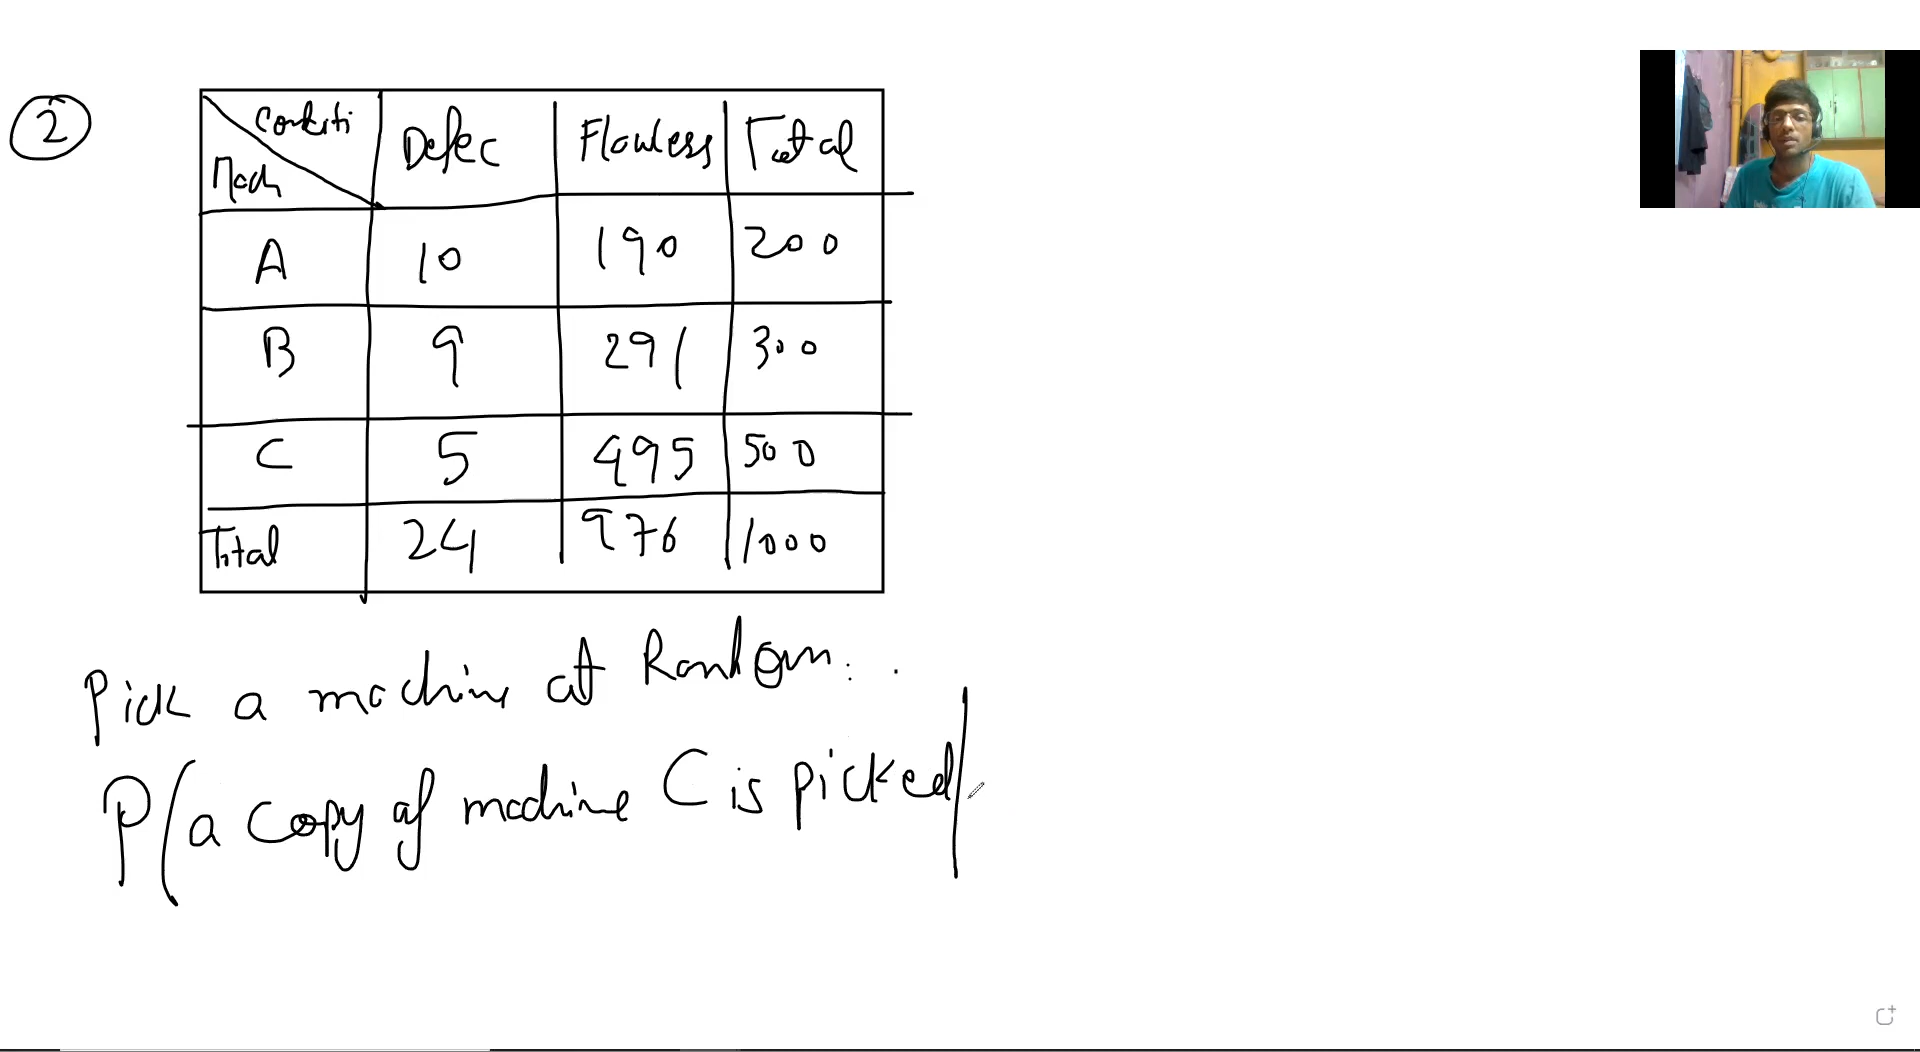 2
Conditi
Mach
Defec Flawless Total
A 10 190 200
B 9 291 300
C 5 495 500
Total 24 976 1000
Pick a machine at Random. .
P(a copy of machine C is picked|